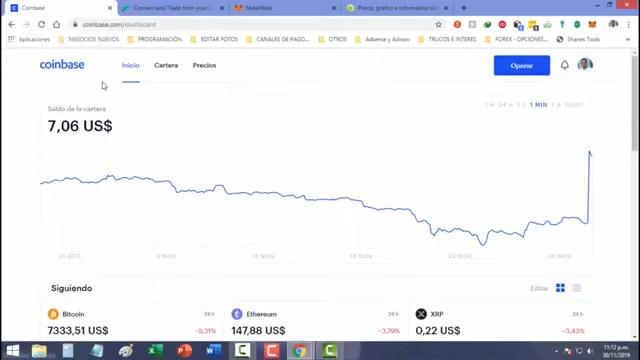 Coinbase
Connect and Trade from your
MetaMask
Precio, gráfico e información
coinbase.com/dashboard
Aplicaciones
NEGOCIOS NUEVOS
PROGRAMACIÓN
EDITAR FOTOS
CANALES DE PAGO
OTROS
Adsense y Adnow
TRUCOS E INTERES
FOREX - OPCIONES...
Shares Tools
coinbase
Inicio
Cartera
Precios
Operar
Saldo de la cartera
1 H 24 H 1 S 1 MIN 1 A TODO
7,06 US$
31 OCT.
6 NOV.
12 NOV.
18 NOV.
24 NOV.
30 NOV.
Siguiendo
Editar
Bitcoin
24h
7333,51 US$
-5,31%
Ethereum
24h
147,88 US$
-3,79%
XRP
24h
0,22 US$
-3,43%
11:12 p.m.
30/11/2019